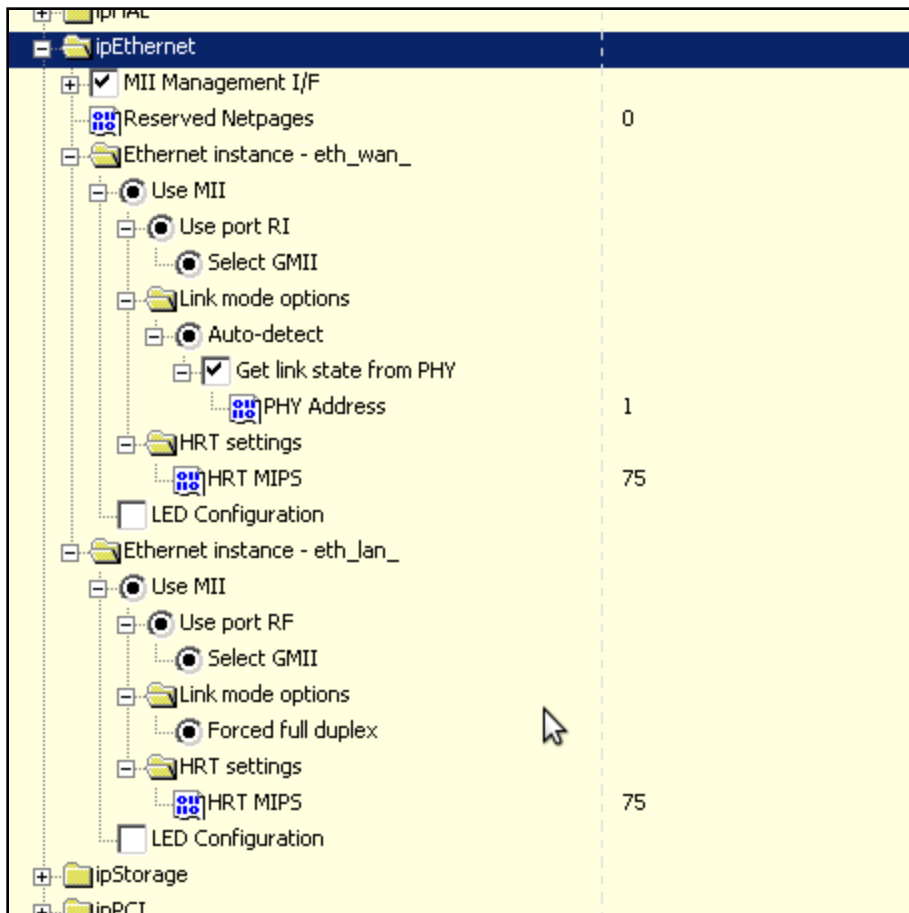 ipHAL
ipEthernet
MII Management I/F
Reserved Netpages 0
Ethernet instance - eth_wan_
Use MII
Use port RI
Select GMII
Link mode options
Auto-detect
Get link state from PHY
PHY Address 1
HRT settings
HRT MIPS 75
LED Configuration
Ethernet instance - eth_lan_
Use MII
Use port RF
Select GMII
Link mode options
Forced full duplex
HRT settings
HRT MIPS 75
LED Configuration
ipStorage
ipPCI